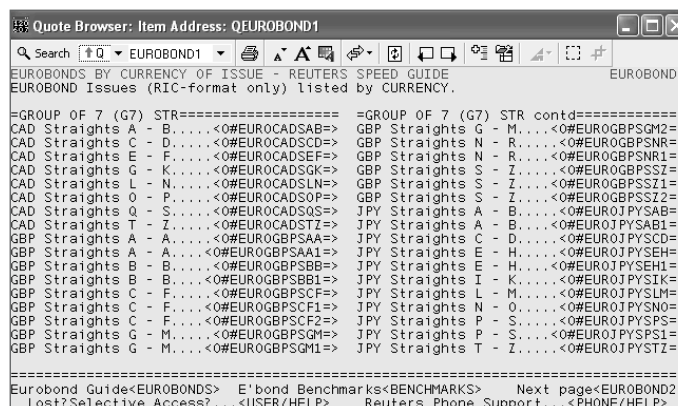 Quote Browser: Item Address: QEUROBOND1
Search Q EUROBOND1
EUROBONDS BY CURRENCY OF ISSUE - REUTERS SPEED GUIDE EUROBOND
EUROBOND Issues (RIC-format only) listed by CURRENCY.
=GROUP OF 7 (G7) STR==================== =GROUP OF 7 (G7) STR contd============
CAD Straights A - B.....<0#EUROCADSAB=> GBP Straights G - M....<0#EUROGBPSGM2=
CAD Straights C - D.....<0#EUROCADSCD=> GBP Straights N - R.....<0#EUROGBPSNR=
CAD Straights E - F.....<0#EUROCADSEF=> GBP Straights N - R....<0#EUROGBPSNR1=
CAD Straights G - K.....<0#EUROCADSGK=> GBP Straights S - Z.....<0#EUROGBPSSZ=
CAD Straights L - N.....<0#EUROCADSLN=> GBP Straights S - Z....<0#EUROGBPSSZ1=
CAD Straights O - P.....<0#EUROCADSOP=> GBP Straights S - Z....<0#EUROGBPSSZ2=
CAD Straights Q - S.....<0#EUROCADSQS=> JPY Straights A - B.....<0#EUROJPYSAB=
CAD Straights T - Z.....<0#EUROCADSTZ=> JPY Straights A - B....<0#EUROJPYSAB1=
GBP Straights A - A.....<0#EUROGBPSAA=> JPY Straights C - D.....<0#EUROJPYSCD=
GBP Straights A - A....<0#EUROGBPSAA1=> JPY Straights E - H.....<0#EUROJPYSEH=
GBP Straights B - B.....<0#EUROGBPSBB=> JPY Straights E - H....<0#EUROJPYSEH1=
GBP Straights B - B....<0#EUROGBPSBB1=> JPY Straights I - K.....<0#EUROJPYSIK=
GBP Straights C - F.....<0#EUROGBPSCF=> JPY Straights L - M.....<0#EUROJPYSLM=
GBP Straights C - F....<0#EUROGBPSCF1=> JPY Straights N - O.....<0#EUROJPYSNO=
GBP Straights C - F....<0#EUROGBPSCF2=> JPY Straights P - S.....<0#EUROJPYSPS=
GBP Straights G - M.....<0#EUROGBPSGM=> JPY Straights P - S....<0#EUROJPYSPS1=
GBP Straights G - M....<0#EUROGBPSGM1=> JPY Straights T - Z.....<0#EUROJPYSTZ=
================================================================================
Eurobond Guide<EUROBONDS> E'bond Benchmarks<BENCHMARKS> Next page<EUROBOND2
Lost?Selective Access?...<USER/HELP> Reuters Phone Support...<PHONE/HELP>